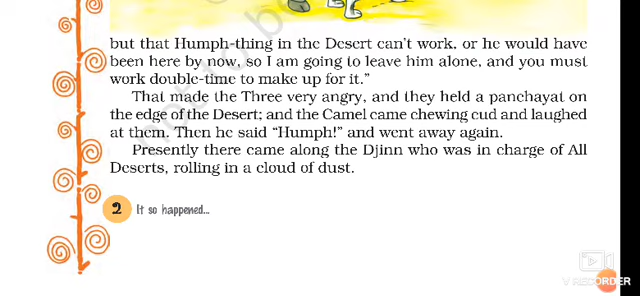 but that Humph-thing in the Desert can't work, or he would have
been here by now, so I am going to leave him alone, and you must
work double-time to make up for it."
That made the Three very angry, and they held a panchayat on
the edge of the Desert; and the Camel came chewing cud and laughed
at them. Then he said "Humph!" and went away again.
Presently there came along the Djinn who was in charge of All
Deserts, rolling in a cloud of dust.
2 It so happened...
V RECORDER